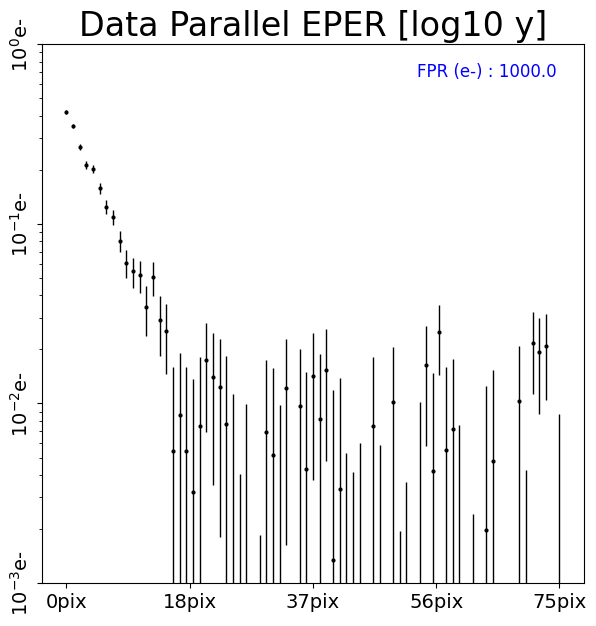 Data Parallel EPER [log10 y]
FPR (e-) : 1000.0
10⁰e-
10⁻¹e-
10⁻²e-
10⁻³e-
0pix 18pix 37pix 56pix 75pix